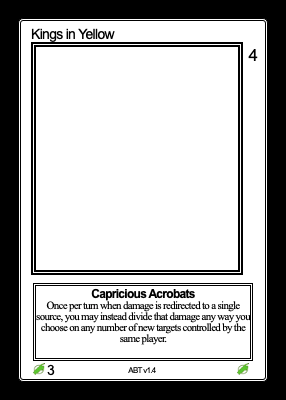 Kings in Yellow
4
Capricious Acrobats
Once per turn when damage is redirected to a single
source, you may instead divide that damage any way you
choose on any number of new targets controlled by the
same player.
3
ABT v1.4